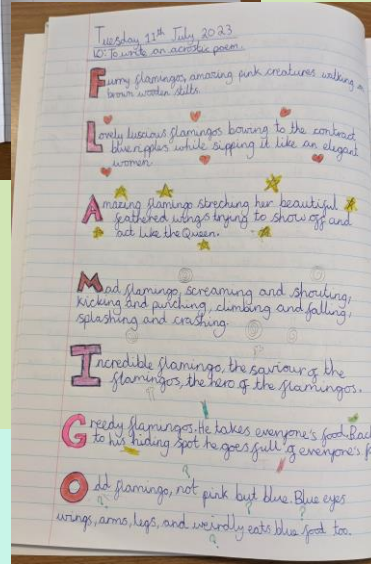 Tuesday 11th July 2023
LO: To write an acrostic poem.
Furry flamingos, amazing pink creatures walking on
brown wooden stilts.
Lovely luscious flamingos bowing to the contract
blue ripples while sipping it like an elegant
women.
Amazing flamingo streching her beautiful
feathered wings trying to show off and
act like the Queen.
Mad flamingo, screaming and shouting,
kicking and punching, climbing and falling,
splashing and crashing.
Incredible flamingo, the saviour of the
flamingos, the hero of the flamingos.
Greedy flamingos. He takes everyone's food. Back
to his hiding spot he goes full of everyone's
Odd flamingo, not pink but blue. Blue eyes
wings, arms, legs, and weirdly eats blue food too.